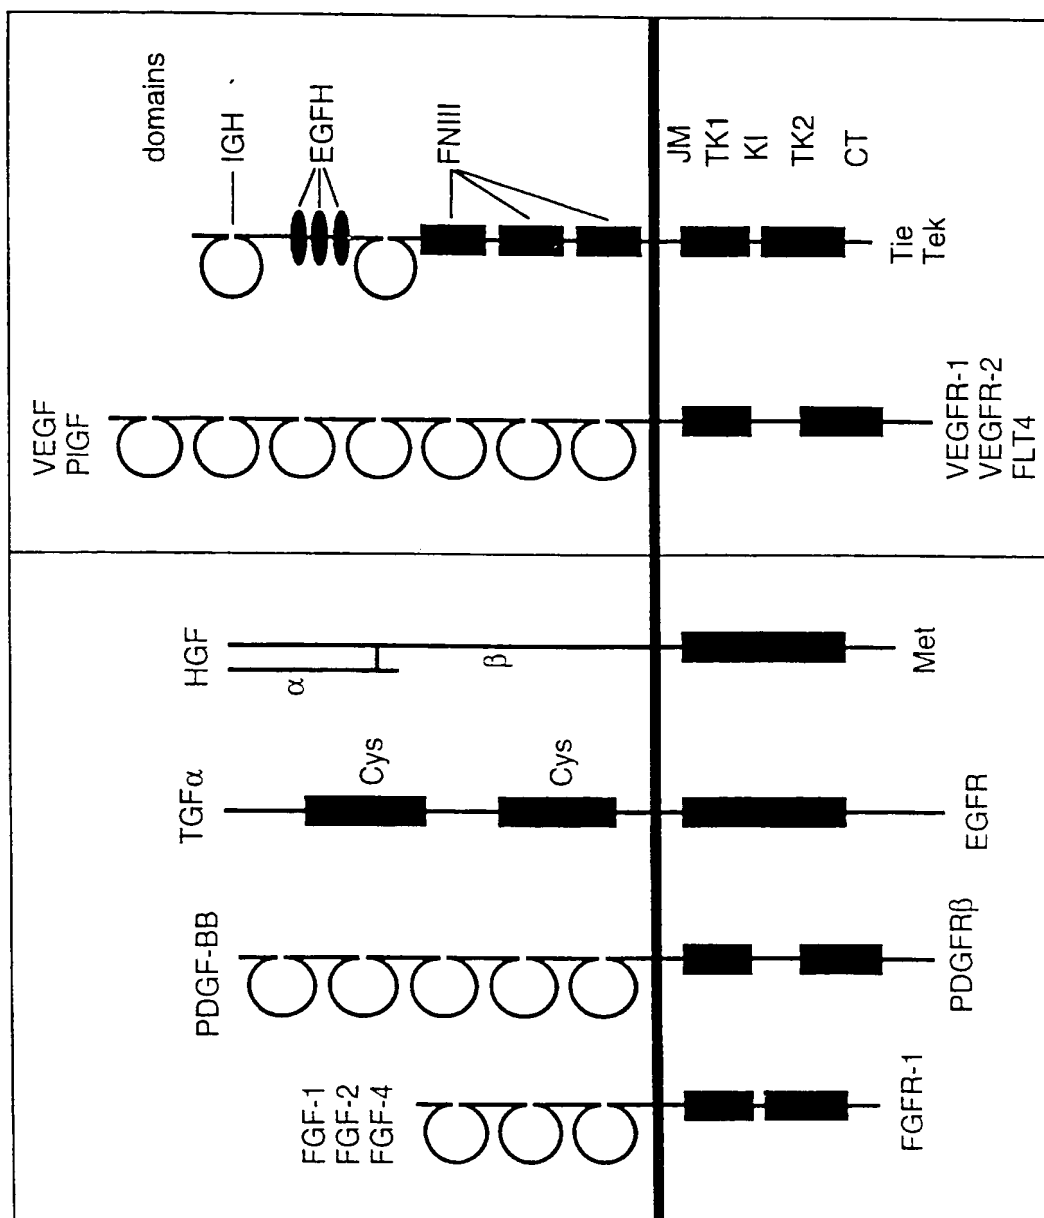 FGF-1
FGF-2
FGF-4
FGFR-1
PDGF-BB
PDGFRβ
TGFα
Cys
Cys
EGFR
HGF
α
β
Met
VEGF
PlGF
VEGFR-1
VEGFR-2
FLT4
domains
IGH
EGFH
FNIII
JM
TK1
KI
TK2
CT
Tie
Tek